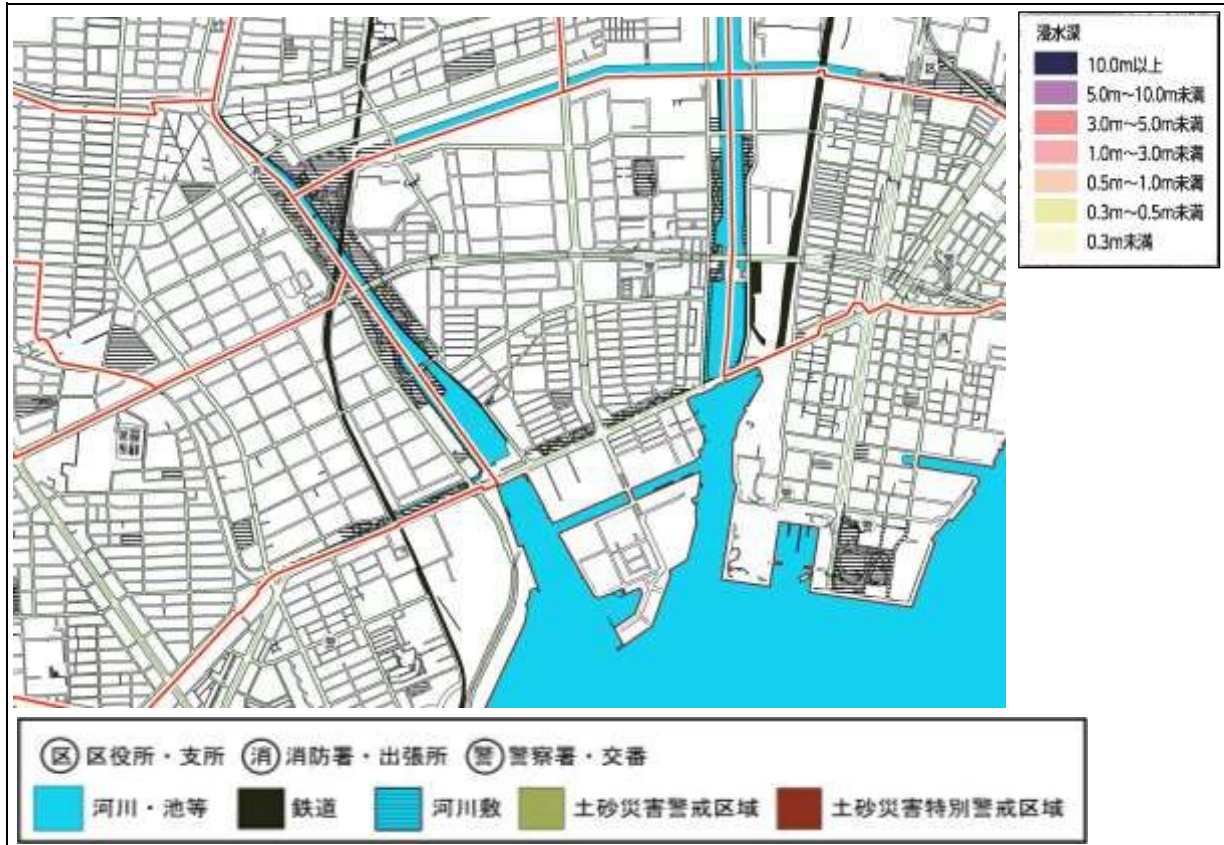 浸水深
10.0m以上
5.0m~10.0m未満
3.0m~5.0m未満
1.0m~3.0m未満
0.5m~1.0m未満
0.3m~0.5m未満
0.3m未満
区
区 区役所・支所 消 消防署・出張所 警 警察署・交番
河川・池等 鉄道 河川敷 土砂災害警戒区域 土砂災害特別警戒区域